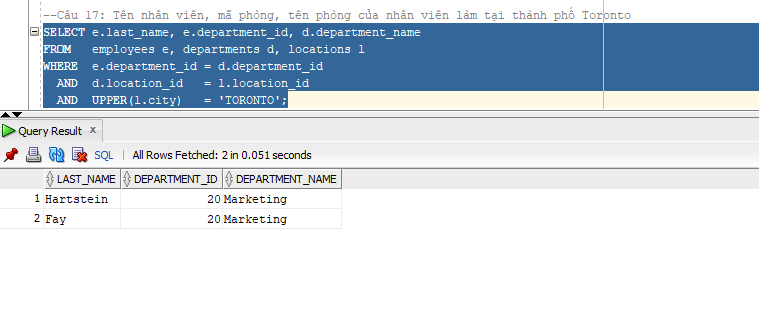 --Câu 17: Tên nhân viên, mã phòng, tên phòng của nhân viên làm tại thành phố Toronto
SELECT e.last_name, e.department_id, d.department_name
FROM employees e, departments d, locations l
WHERE e.department_id = d.department_id
AND d.location_id = l.location_id
AND UPPER(l.city) = 'TORONTO';
Query Result x
SQL | All Rows Fetched: 2 in 0.051 seconds
LAST_NAME DEPARTMENT_ID DEPARTMENT_NAME
1 Hartstein 20 Marketing
2 Fay 20 Marketing